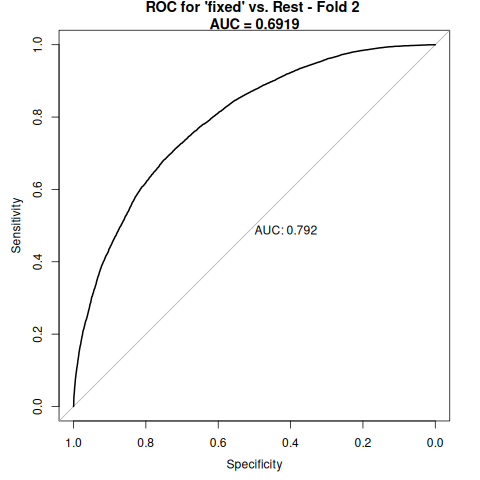 ROC for 'fixed' vs. Rest - Fold 2
AUC = 0.6919
1.0
0.8
0.6
0.4
0.2
0.0
Sensitivity
AUC: 0.792
1.0 0.8 0.6 0.4 0.2 0.0
Specificity